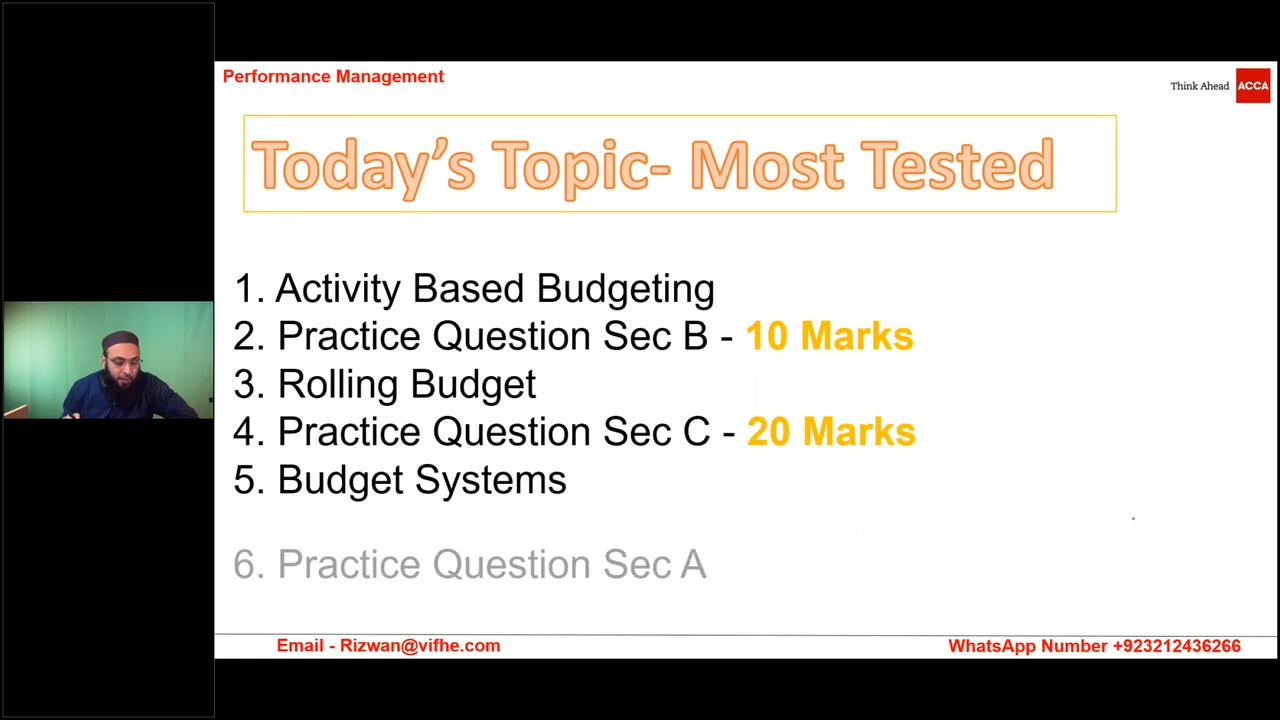 Performance Management
Think Ahead ACCA
Today’s Topic- Most Tested
1. Activity Based Budgeting
2. Practice Question Sec B - 10 Marks
3. Rolling Budget
4. Practice Question Sec C - 20 Marks
5. Budget Systems
6. Practice Question Sec A
Email - Rizwan@vifhe.com
WhatsApp Number +923212436266